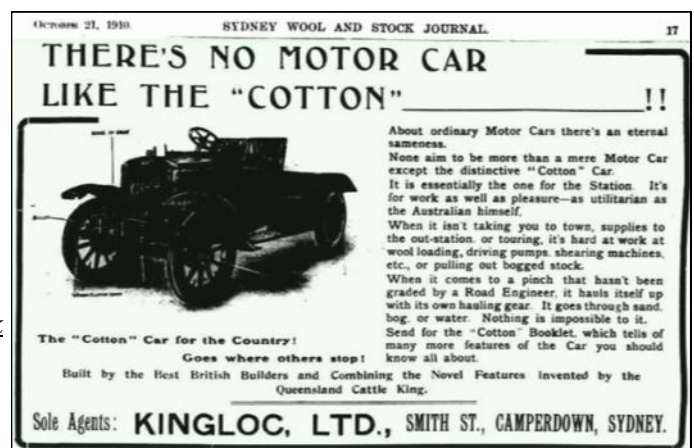 OCTOBER 21, 1910. SYDNEY WOOL AND STOCK JOURNAL. 17
THERE'S NO MOTOR CAR
LIKE THE "COTTON" !!
About ordinary Motor Cars there's an eternal
sameness.
None aim to be more than a mere Motor Car
except the distinctive "Cotton" Car.
It is essentially the one for the Station. It's
for work as well as pleasure—as utilitarian as
the Australian himself.
When it isn't taking you to town, supplies to
the out-station, or touring, it's hard at work at
wool loading, driving pumps, shearing machines,
etc., or pulling out bogged stock.
When it comes to a pinch that hasn't been
graded by a Road Engineer, it hauls itself up
with its own hauling gear. It goes through sand,
bog, or water. Nothing is impossible to it.
Send for the "Cotton" Booklet, which tells of
many more features of the Car you should
know all about.
The "Cotton" Car for the Country!
Goes where others stop!
Built by the Best British Builders and Combining the Novel Features invented by the
Queensland Cattle King.
Sole Agents: KINGLOC, LTD., SMITH ST., CAMPERDOWN, SYDNEY.